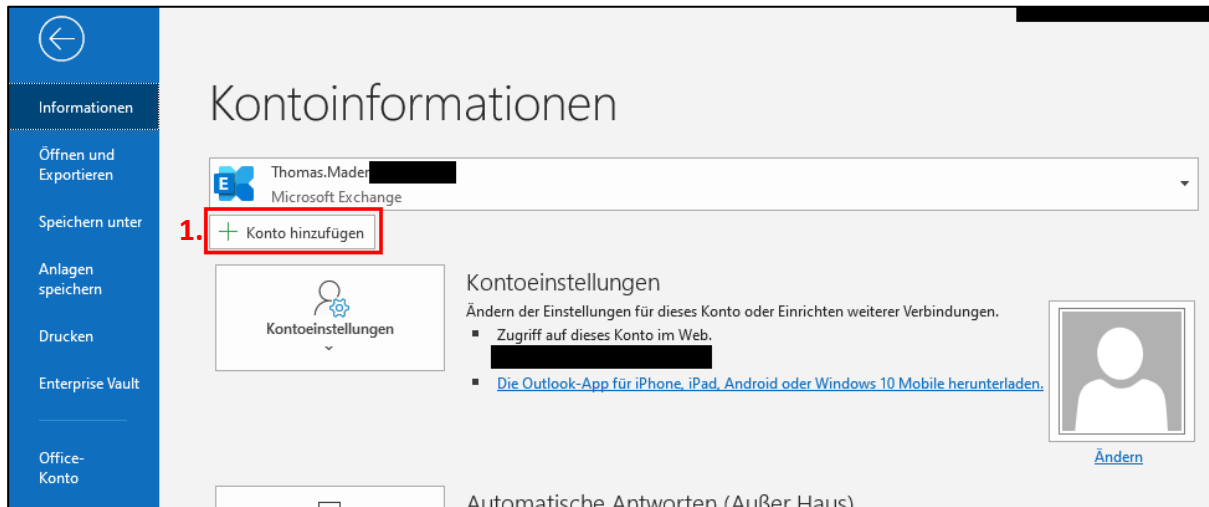 Informationen
Öffnen und
Exportieren
Speichern unter
Anlagen
speichern
Drucken
Enterprise Vault
Office-
Konto
Kontoinformationen
E
Thomas.Mader
Microsoft Exchange
1.
Konto hinzufügen
Kontoeinstellungen
Kontoeinstellungen
Ändern der Einstellungen für dieses Konto oder Einrichten weiterer Verbindungen.
Zugriff auf dieses Konto im Web.
Die Outlook-App für iPhone, iPad, Android oder Windows 10 Mobile herunterladen.
Ändern
Automatische Antworten (Außer Haus)